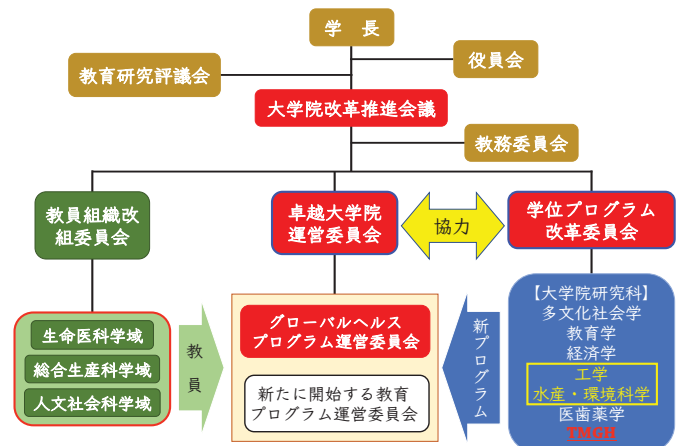 学 長
役員会
教育研究評議会
大学院改革推進会議
教務委員会
教員組織改
組委員会
卓越大学院
運営委員会
協力
学位プログラム
改革委員会
生命医科学域
総合生産科学域
人文社会科学域
教員
グローバルヘルス
プログラム運営委員会
新たに開始する教育
プログラム運営委員会
新プログラム
【大学院研究科】
多文化社会学
教育学
経済学
工学
水産・環境科学
医歯薬学
TMGH